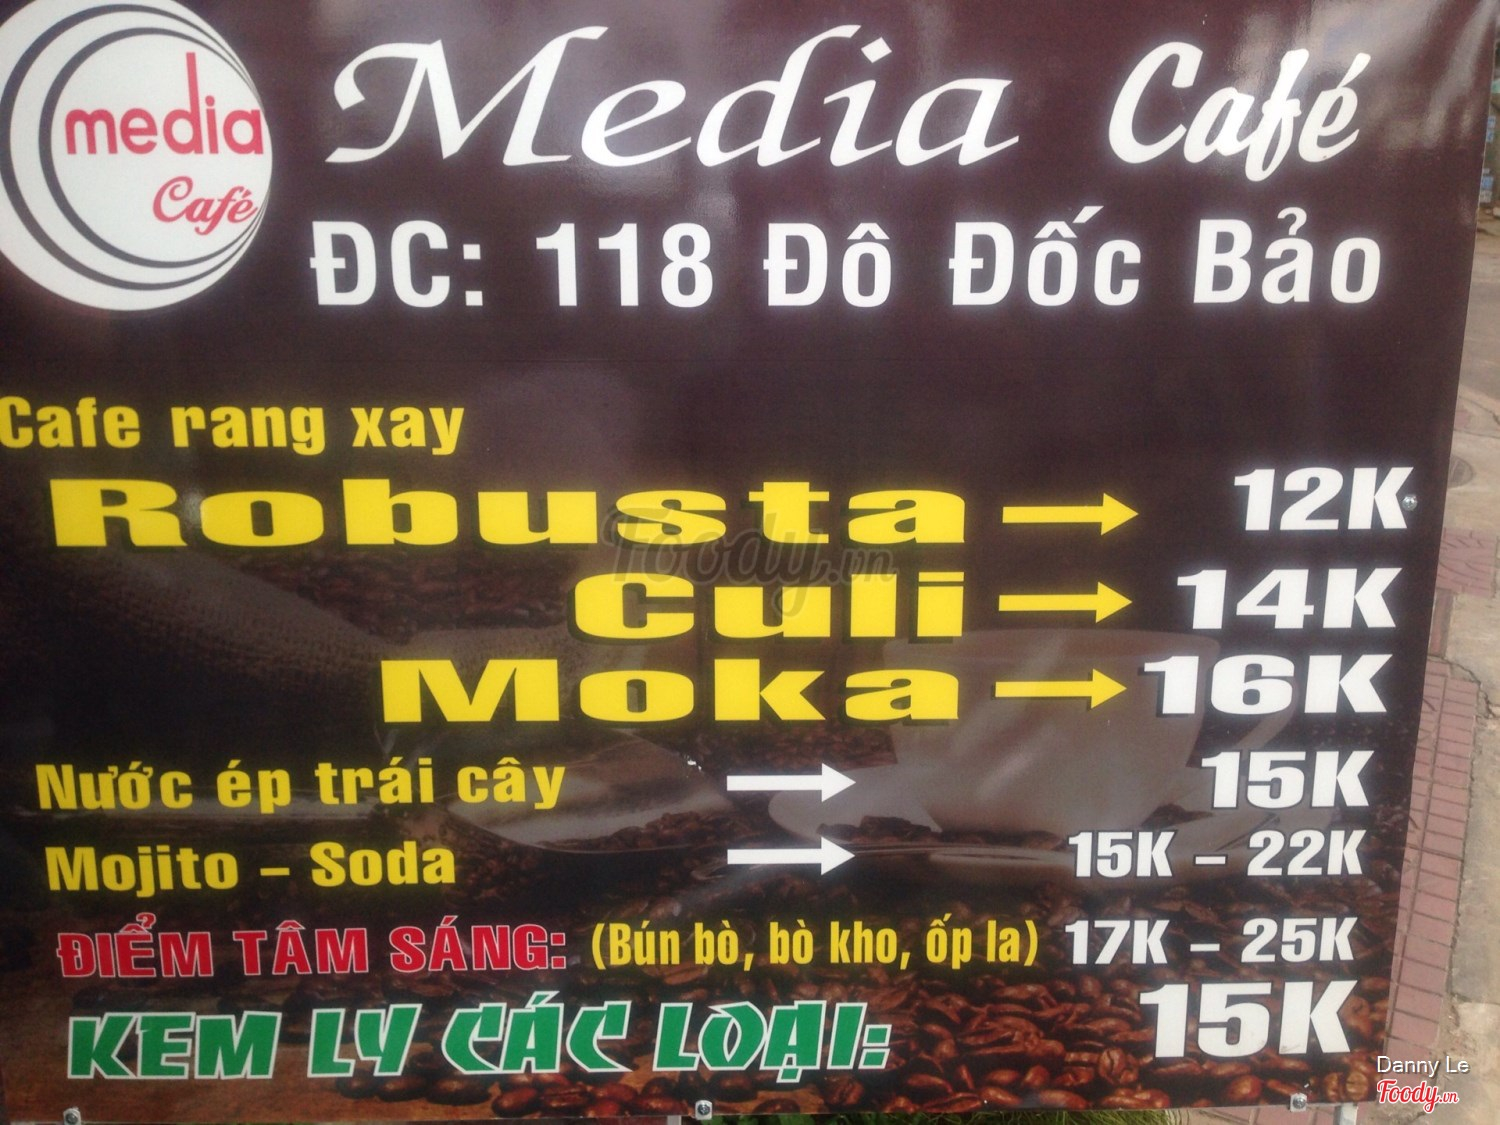 media
Café
Media Café
ĐC: 118 Đô Đốc Bảo
Cafe rang xay
Robusta → 12K
Culi → 14K
Moka → 16K
Nước ép trái cây → 15K
Mojito – Soda → 15K – 22K
ĐIỂM TÂM SÁNG: (Bún bò, bò kho, ốp la) 17K – 25K
KEM LY CÁC LOẠI: 15K
Foody.vn
Danny Le
Foody.vn